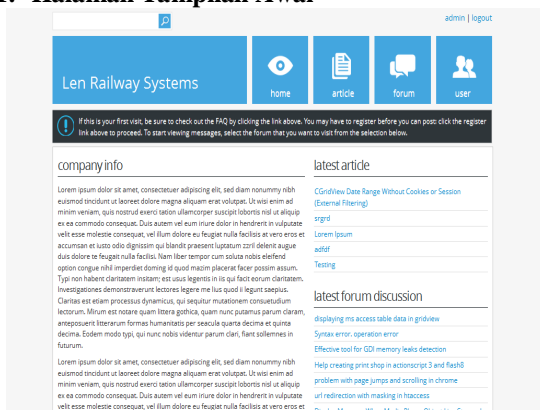 1. Halaman Tampilan Awal
admin | logout
Len Railway Systems
home
article
forum
user
If this is your first visit, be sure to check out the FAQ by clicking the link above. You may have to register before you can post: click the register
link above to proceed. To start viewing messages, select the forum that you want to visit from the selection below.
company info
Lorem ipsum dolor sit amet, consectetuer adipiscing elit, sed diam nonummy nibh
euismod tincidunt ut laoreet dolore magna aliquam erat volutpat. Ut wisi enim ad
minim veniam, quis nostrud exerci tation ullamcorper suscipit lobortis nisl ut aliquip
ex ea commodo consequat. Duis autem vel eum iriure dolor in hendrerit in vulputate
velit esse molestie consequat, vel illum dolore eu feugiat nulla facilisis at vero eros et
accumsan et iusto odio dignissim qui blandit praesent luptatum zzril delenit augue
duis dolore te feugait nulla facilisi. Nam liber tempor cum soluta nobis eleifend
option congue nihil imperdiet doming id quod mazim placerat facer possim assum.
Typi non habent claritatem insitam; est usus legentis in iis qui facit eorum claritatem.
Investigationes demonstraverunt lectores legere me lius quod ii legunt saepius.
Claritas est etiam processus dynamicus, qui sequitur mutationem consuetudium
lectorum. Mirum est notare quam littera gothica, quam nunc putamus parum claram,
anteposuerit litterarum formas humanitatis per seacula quarta decima et quinta
decima. Eodem modo typi, qui nunc nobis videntur parum clari, fiant sollemnes in
futurum.
Lorem ipsum dolor sit amet, consectetuer adipiscing elit, sed diam nonummy nibh
euismod tincidunt ut laoreet dolore magna aliquam erat volutpat. Ut wisi enim ad
minim veniam, quis nostrud exerci tation ullamcorper suscipit lobortis nisl ut aliquip
ex ea commodo consequat. Duis autem vel eum iriure dolor in hendrerit in vulputate
velit esse molestie consequat, vel illum dolore eu feugiat nulla facilisis at vero eros et
latest article
CGridView Date Range Without Cookies or Session
(External Filtering)
srgrd
Lorem Ipsum
adfdf
Testing
latest forum discussion
displaying ms access table data in gridview
Syntax error, operation error
Effective tool for GDI memory leaks detection
Help creating print shop in actionscript 3 and flash8
problem with page jumps and scrolling in chrome
url redirection with masking in htaccess